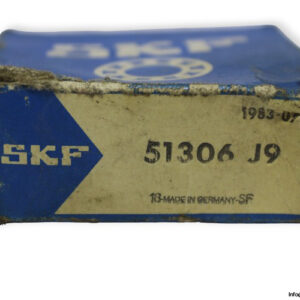 SKF
1983-07
SKF
51306 J9
18-MADE IN GERMANY-SF